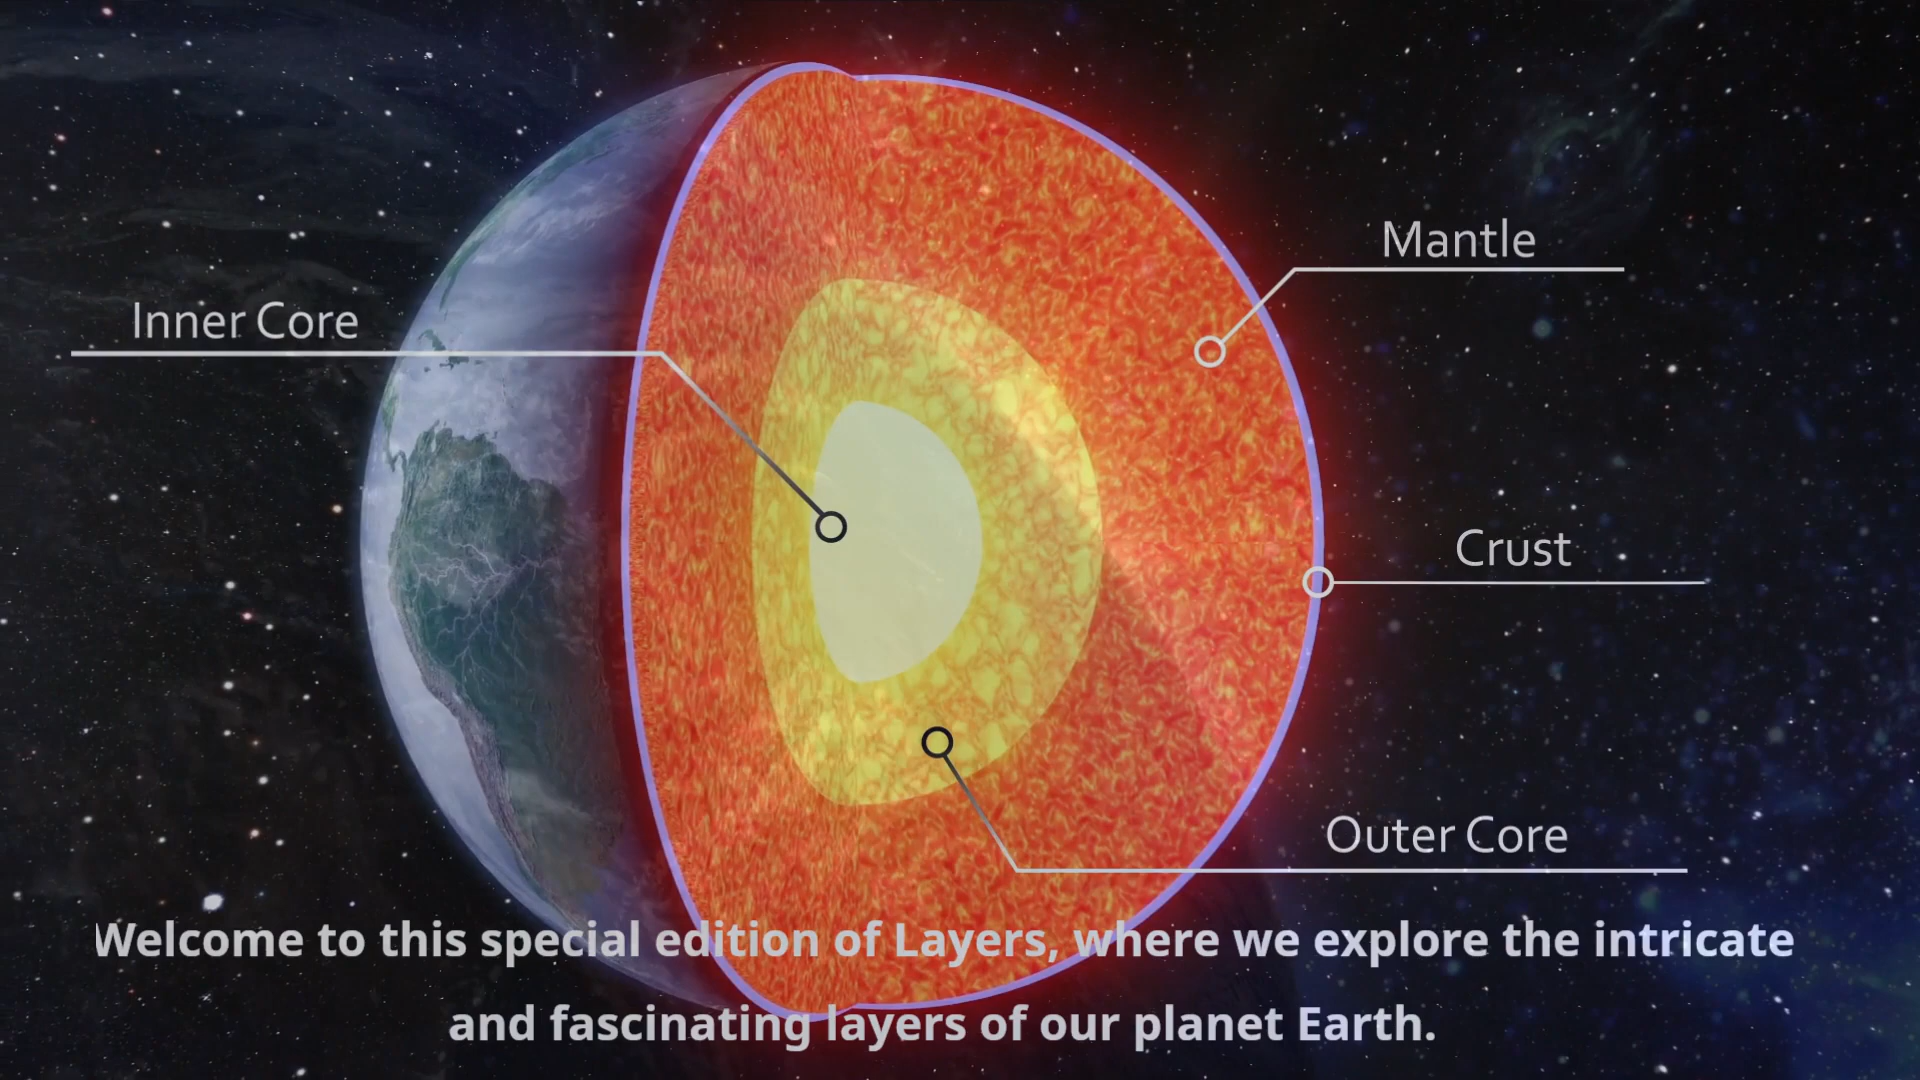 Mantle
Inner Core
Crust
Outer Core
Welcome to this special edition of Layers, where we explore the intricate
and fascinating layers of our planet Earth.